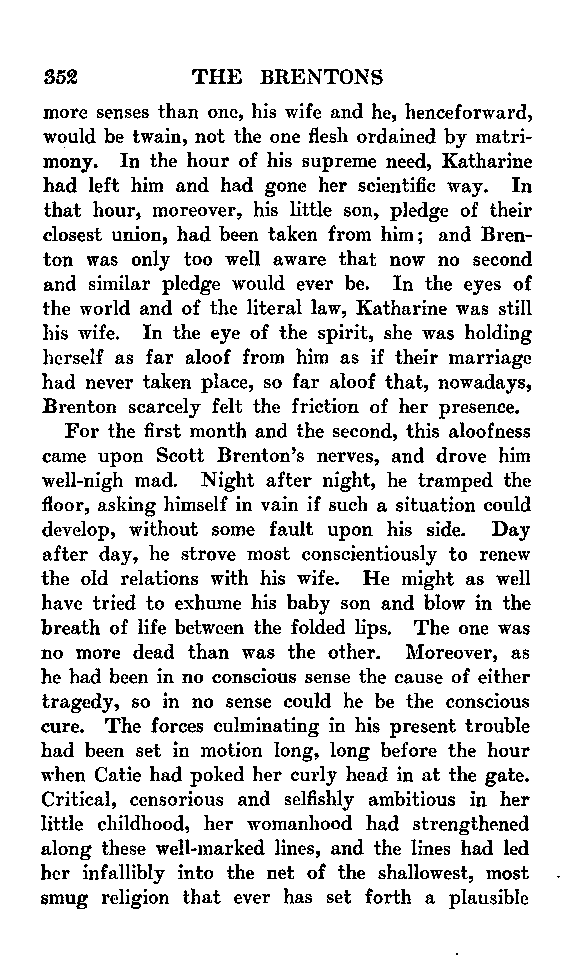 352 THE BRENTONS
more senses than one, his wife and he, henceforward,
would be twain, not the one flesh ordained by matri-
mony. In the hour of his supreme need, Katharine
had left him and had gone her scientific way. In
that hour, moreover, his little son, pledge of their
closest union, had been taken from him; and Bren-
ton was only too well aware that now no second
and similar pledge would ever be. In the eyes of
the world and of the literal law, Katharine was still
his wife. In the eye of the spirit, she was holding
herself as far aloof from him as if their marriage
had never taken place, so far aloof that, nowadays,
Brenton scarcely felt the friction of her presence.
For the first month and the second, this aloofness
came upon Scott Brenton's nerves, and drove him
well-nigh mad. Night after night, he tramped the
floor, asking himself in vain if such a situation could
develop, without some fault upon his side. Day
after day, he strove most conscientiously to renew
the old relations with his wife. He might as well
have tried to exhume his baby son and blow in the
breath of life between the folded lips. The one was
no more dead than was the other. Moreover, as
he had been in no conscious sense the cause of either
tragedy, so in no sense could he be the conscious
cure. The forces culminating in his present trouble
had been set in motion long, long before the hour
when Catie had poked her curly head in at the gate.
Critical, censorious and selfishly ambitious in her
little childhood, her womanhood had strengthened
along these well-marked lines, and the lines had led
her infallibly into the net of the shallowest, most
smug religion that ever has set forth a plausible